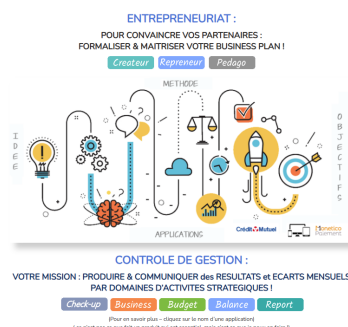 ENTREPRENEURIAT :
POUR CONVAINCRE VOS PARTENAIRES :
FORMALISER & MAITRISER VOTRE BUSINESS PLAN !
Createur Repreneur Pedago
METHODE
IDEE
OBJECTIFS
Crédit Mutuel
Monetico
Paiement
APPLICATIONS
CONTROLE DE GESTION :
VOTRE MISSION : PRODUIRE & COMMUNIQUER des RESULTATS et ECARTS MENSUELS
PAR DOMAINES D'ACTIVITES STRATEGIQUES !
Check-up Business Budget Balance Report
(Pour en savoir plus - cliquez sur le nom d'une application)